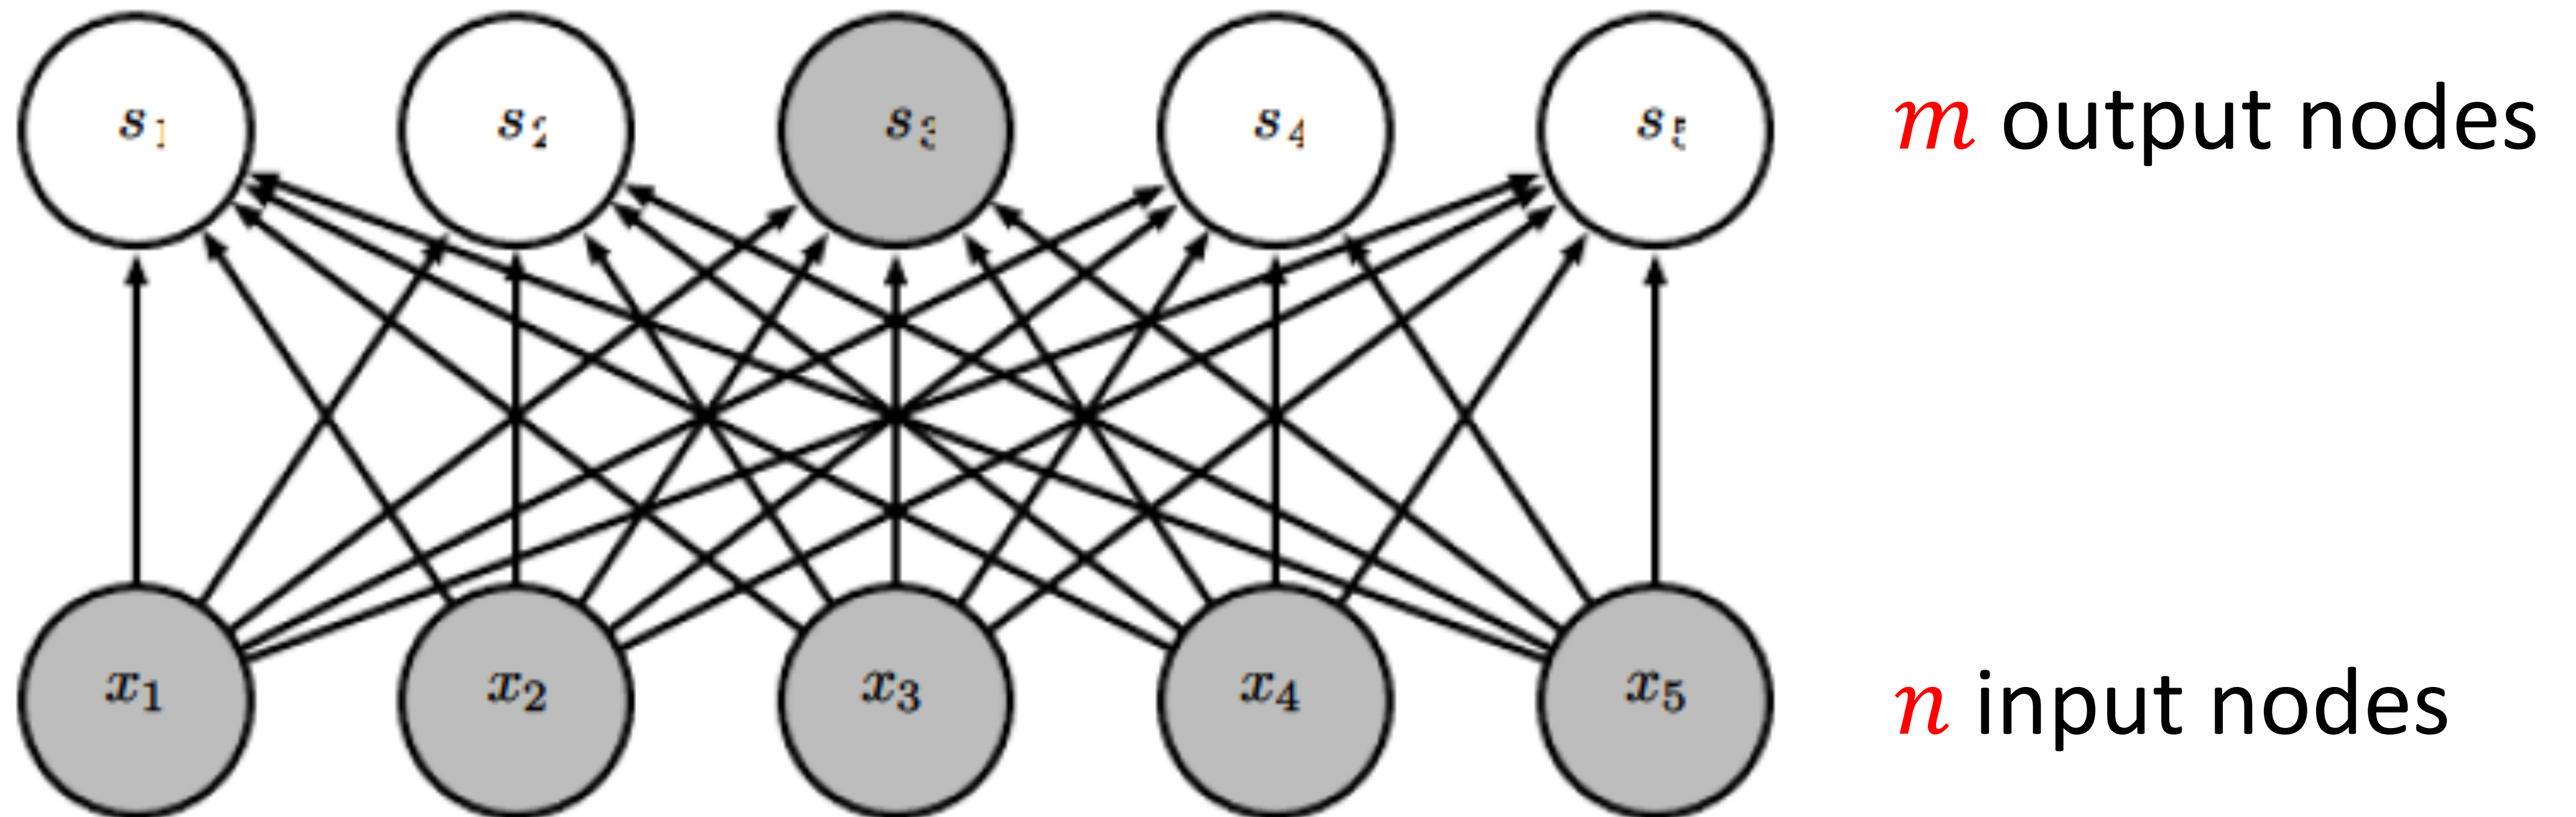 s₁ s₂ s₃ s₄ s₅ m output nodes
x₁ x₂ x₃ x₄ x₅ n input nodes